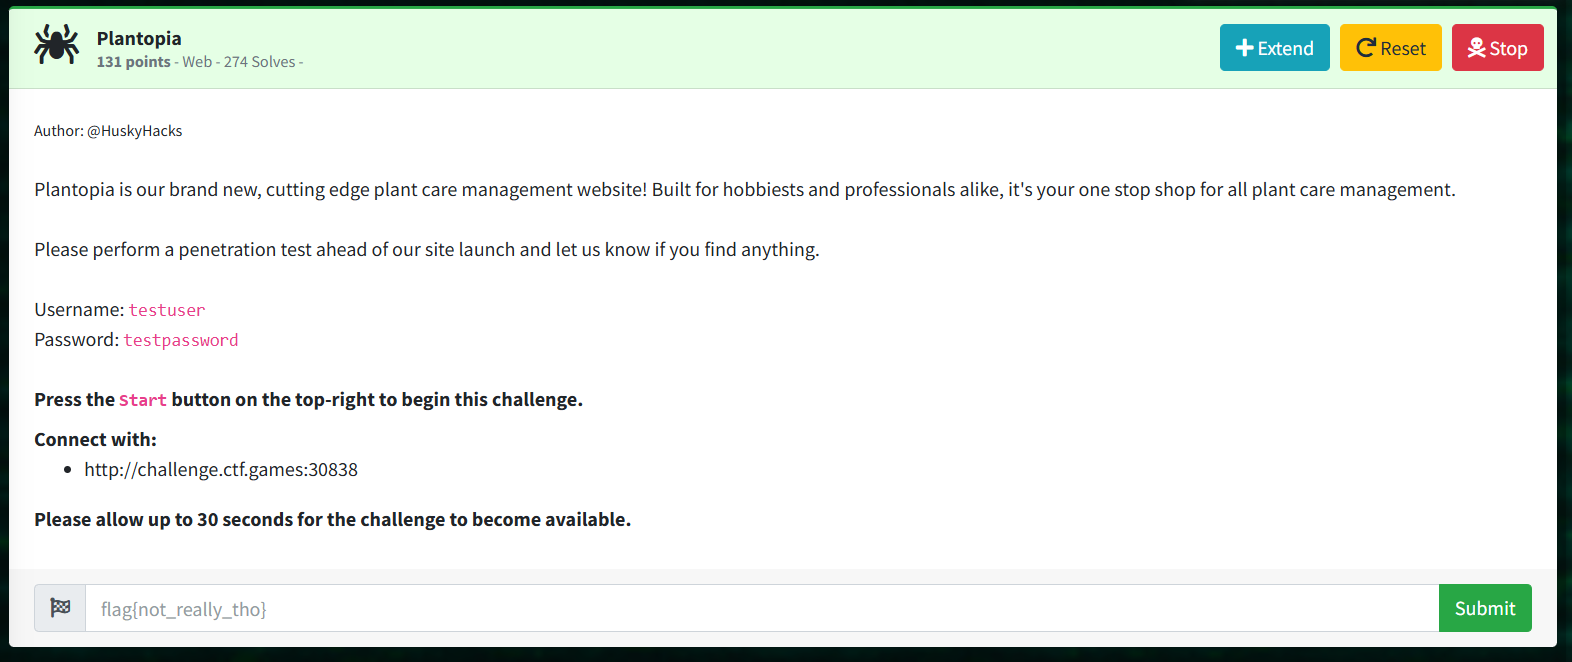 Plantopia
131 points - Web - 274 Solves -
Extend
Reset
Stop
Author: @HuskyHacks
Plantopia is our brand new, cutting edge plant care management website! Built for hobbiests and professionals alike, it's your one stop shop for all plant care management.
Please perform a penetration test ahead of our site launch and let us know if you find anything.
Username: testuser
Password: testpassword
Press the Start button on the top-right to begin this challenge.
Connect with:
• http://challenge.ctf.games:30838
Please allow up to 30 seconds for the challenge to become available.
flag{not_really_tho}
Submit